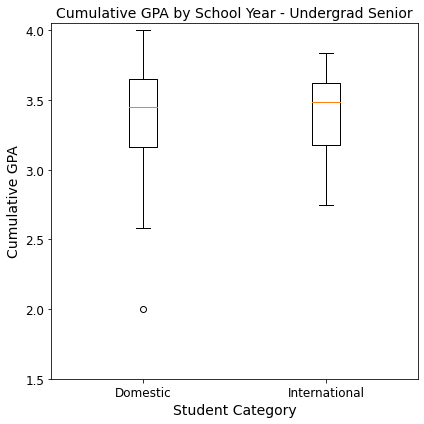 Cumulative GPA by School Year - Undergrad Senior
4.0
3.5
3.0
2.5
2.0
1.5
Cumulative GPA
Domestic
International
Student Category